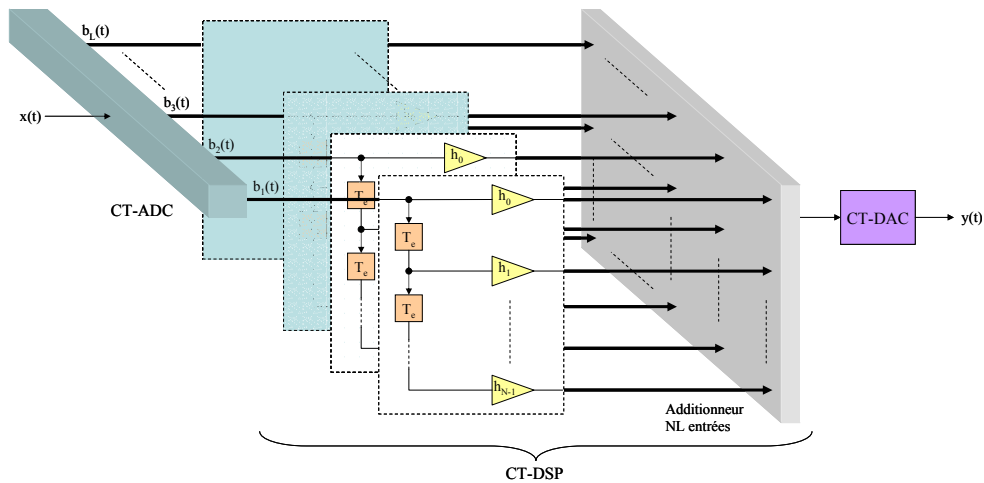 b_L(t)
b_3(t)
x(t)
b_2(t)
h_0
b_1(t)
T_e
h_0
CT-ADC
CT-DAC
y(t)
T_e
T_e
h_1
T_e
h_N-1
Additionneur
NL entrées
CT-DSP